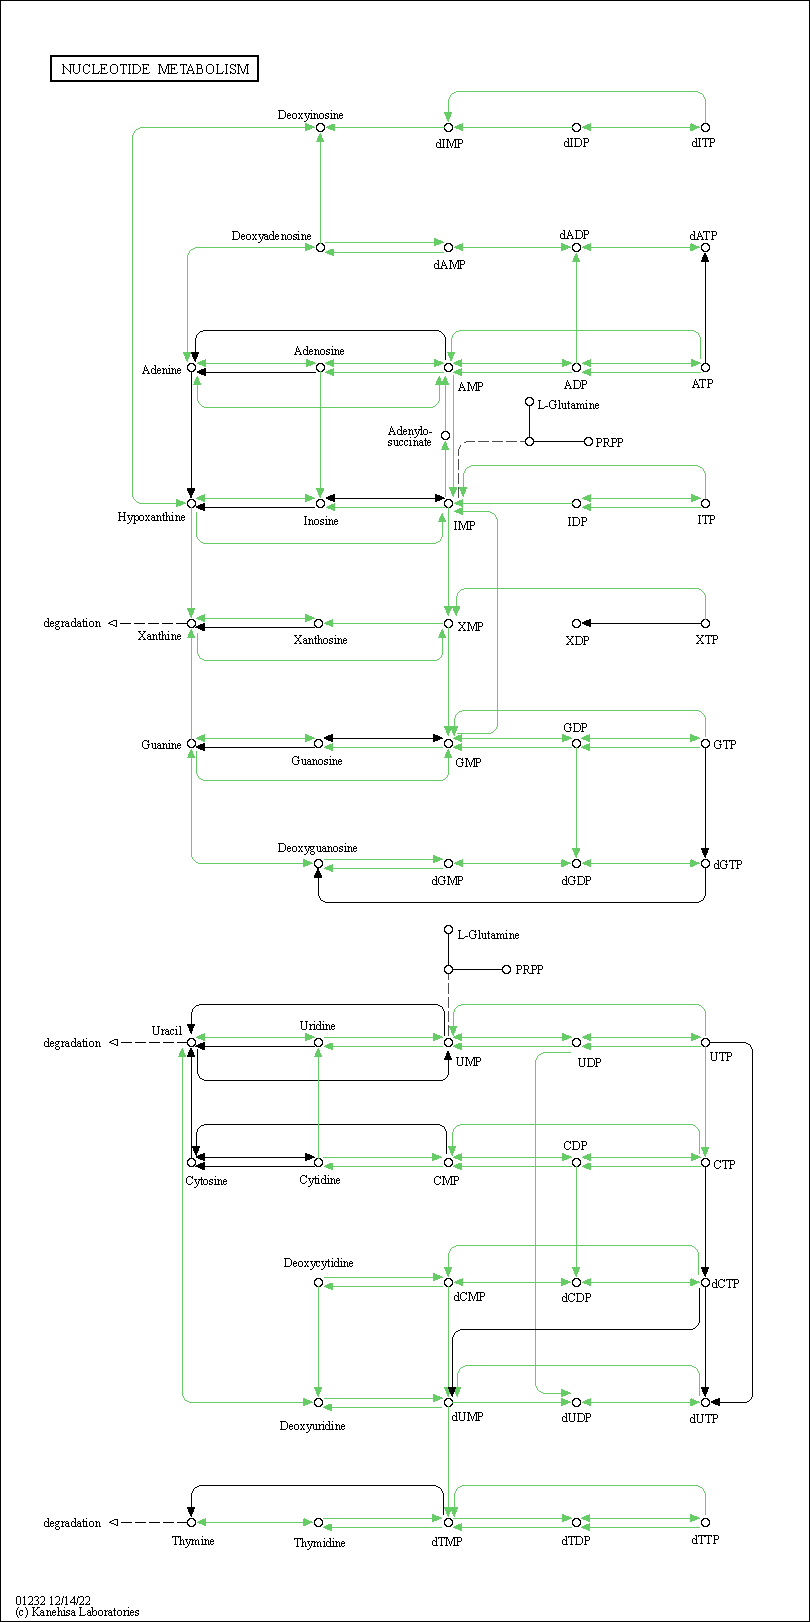 NUCLEOTIDE METABOLISM
Deoxyinosine
dIMP
dIDP
dITP
Deoxyadenosine
dAMP
dADP
dATP
Adenine
Adenosine
AMP
ADP
ATP
L-Glutamine
Adenylo-
succinate
PRPP
Hypoxanthine
Inosine
IMP
IDP
ITP
degradation
Xanthine
Xanthosine
XMP
XDP
XTP
Guanine
Guanosine
GMP
GDP
GTP
Deoxyguanosine
dGMP
dGDP
dGTP
L-Glutamine
PRPP
degradation
Uracil
Uridine
UMP
UDP
UTP
Cytosine
Cytidine
CMP
CDP
CTP
Deoxycytidine
dCMP
dCDP
dCTP
Deoxyuridine
dUMP
dUDP
dUTP
degradation
Thymine
Thymidine
dTMP
dTDP
dTTP
01232 12/14/22
(c) Kanehisa Laboratories